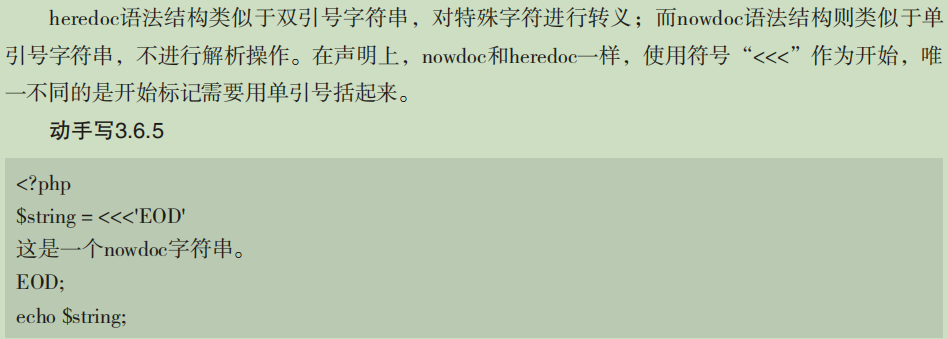 heredoc语法结构类似于双引号字符串，对特殊字符进行转义；而nowdoc语法结构则类似于单
引号字符串，不进行解析操作。在声明上，nowdoc和heredoc一样，使用符号“<<<”作为开始，唯
一不同的是开始标记需要用单引号括起来。
动手写3.6.5
<?php
$string = <<<'EOD'
这是一个nowdoc字符串。
EOD;
echo $string;